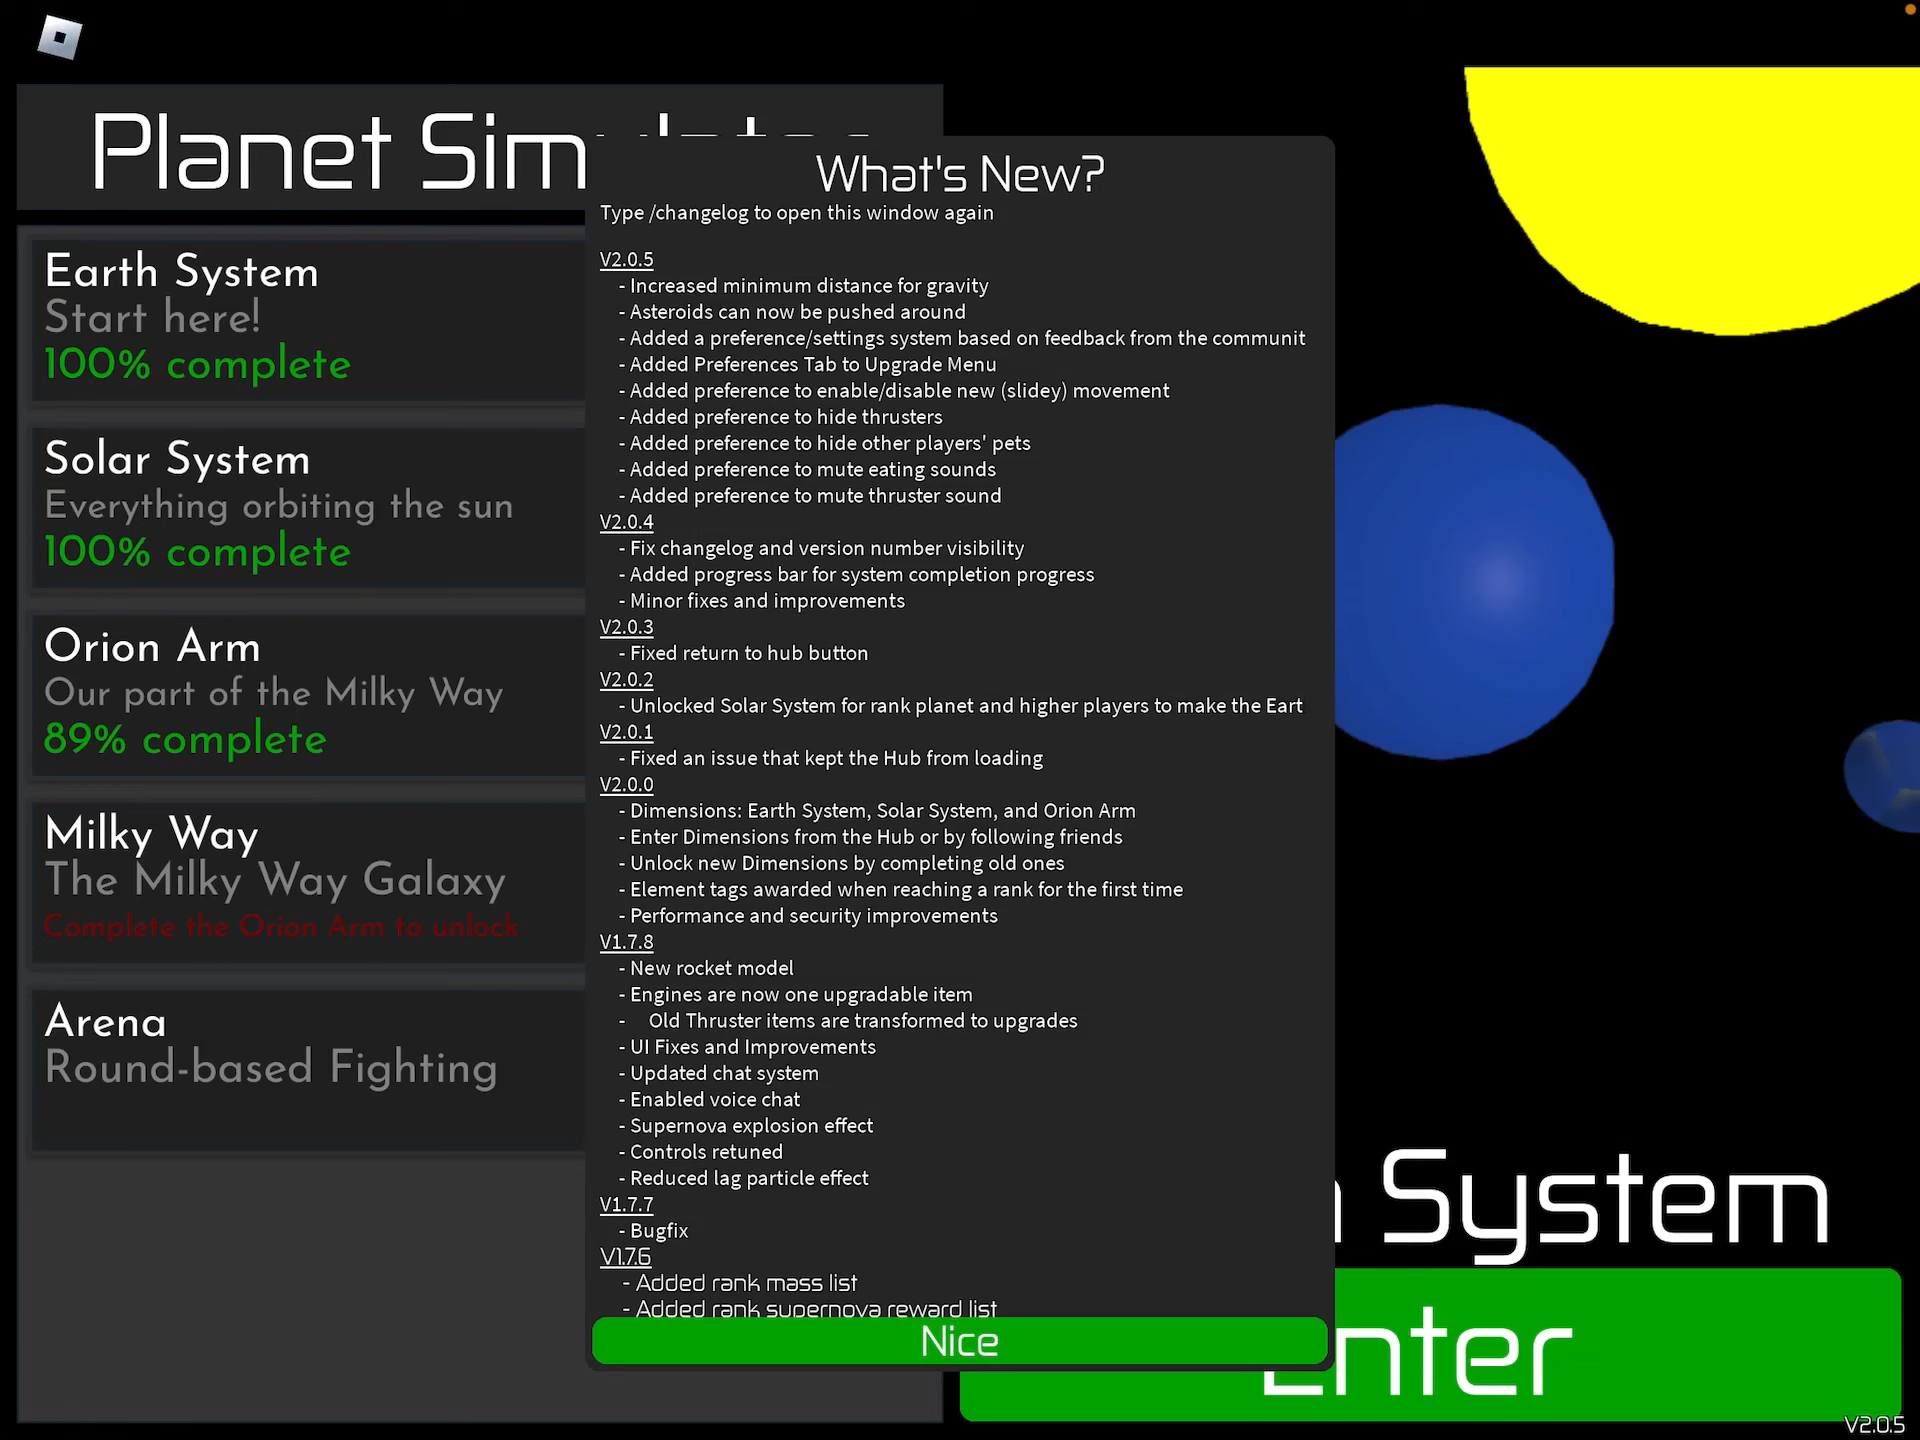 Planet Simulator
Earth System
Start here!
100% complete
Solar System
Everything orbiting the sun
100% complete
Orion Arm
Our part of the Milky Way
89% complete
Milky Way
The Milky Way Galaxy
Complete the Orion Arm to unlock
Arena
Round-based Fighting
What's New?
Type /changelog to open this window again
V2.0.5
- Increased minimum distance for gravity
- Asteroids can now be pushed around
- Added a preference/settings system based on feedback from the communit
- Added Preferences Tab to Upgrade Menu
- Added preference to enable/disable new (slidey) movement
- Added preference to hide thrusters
- Added preference to hide other players' pets
- Added preference to mute eating sounds
- Added preference to mute thruster sound
V2.0.4
- Fix changelog and version number visibility
- Added progress bar for system completion progress
- Minor fixes and improvements
V2.0.3
- Fixed return to hub button
V2.0.2
- Unlocked Solar System for rank planet and higher players to make the Eart
V2.0.1
- Fixed an issue that kept the Hub from loading
V2.0.0
- Dimensions: Earth System, Solar System, and Orion Arm
- Enter Dimensions from the Hub or by following friends
- Unlock new Dimensions by completing old ones
- Element tags awarded when reaching a rank for the first time
- Performance and security improvements
V1.7.8
- New rocket model
- Engines are now one upgradable item
- Old Thruster items are transformed to upgrades
- UI Fixes and Improvements
- Updated chat system
- Enabled voice chat
- Supernova explosion effect
- Controls retuned
- Reduced lag particle effect
V1.7.7
- Bugfix
V1.7.6
- Added rank mass list
- Added rank supernova reward list
Nice
System
Enter
V2.0.5